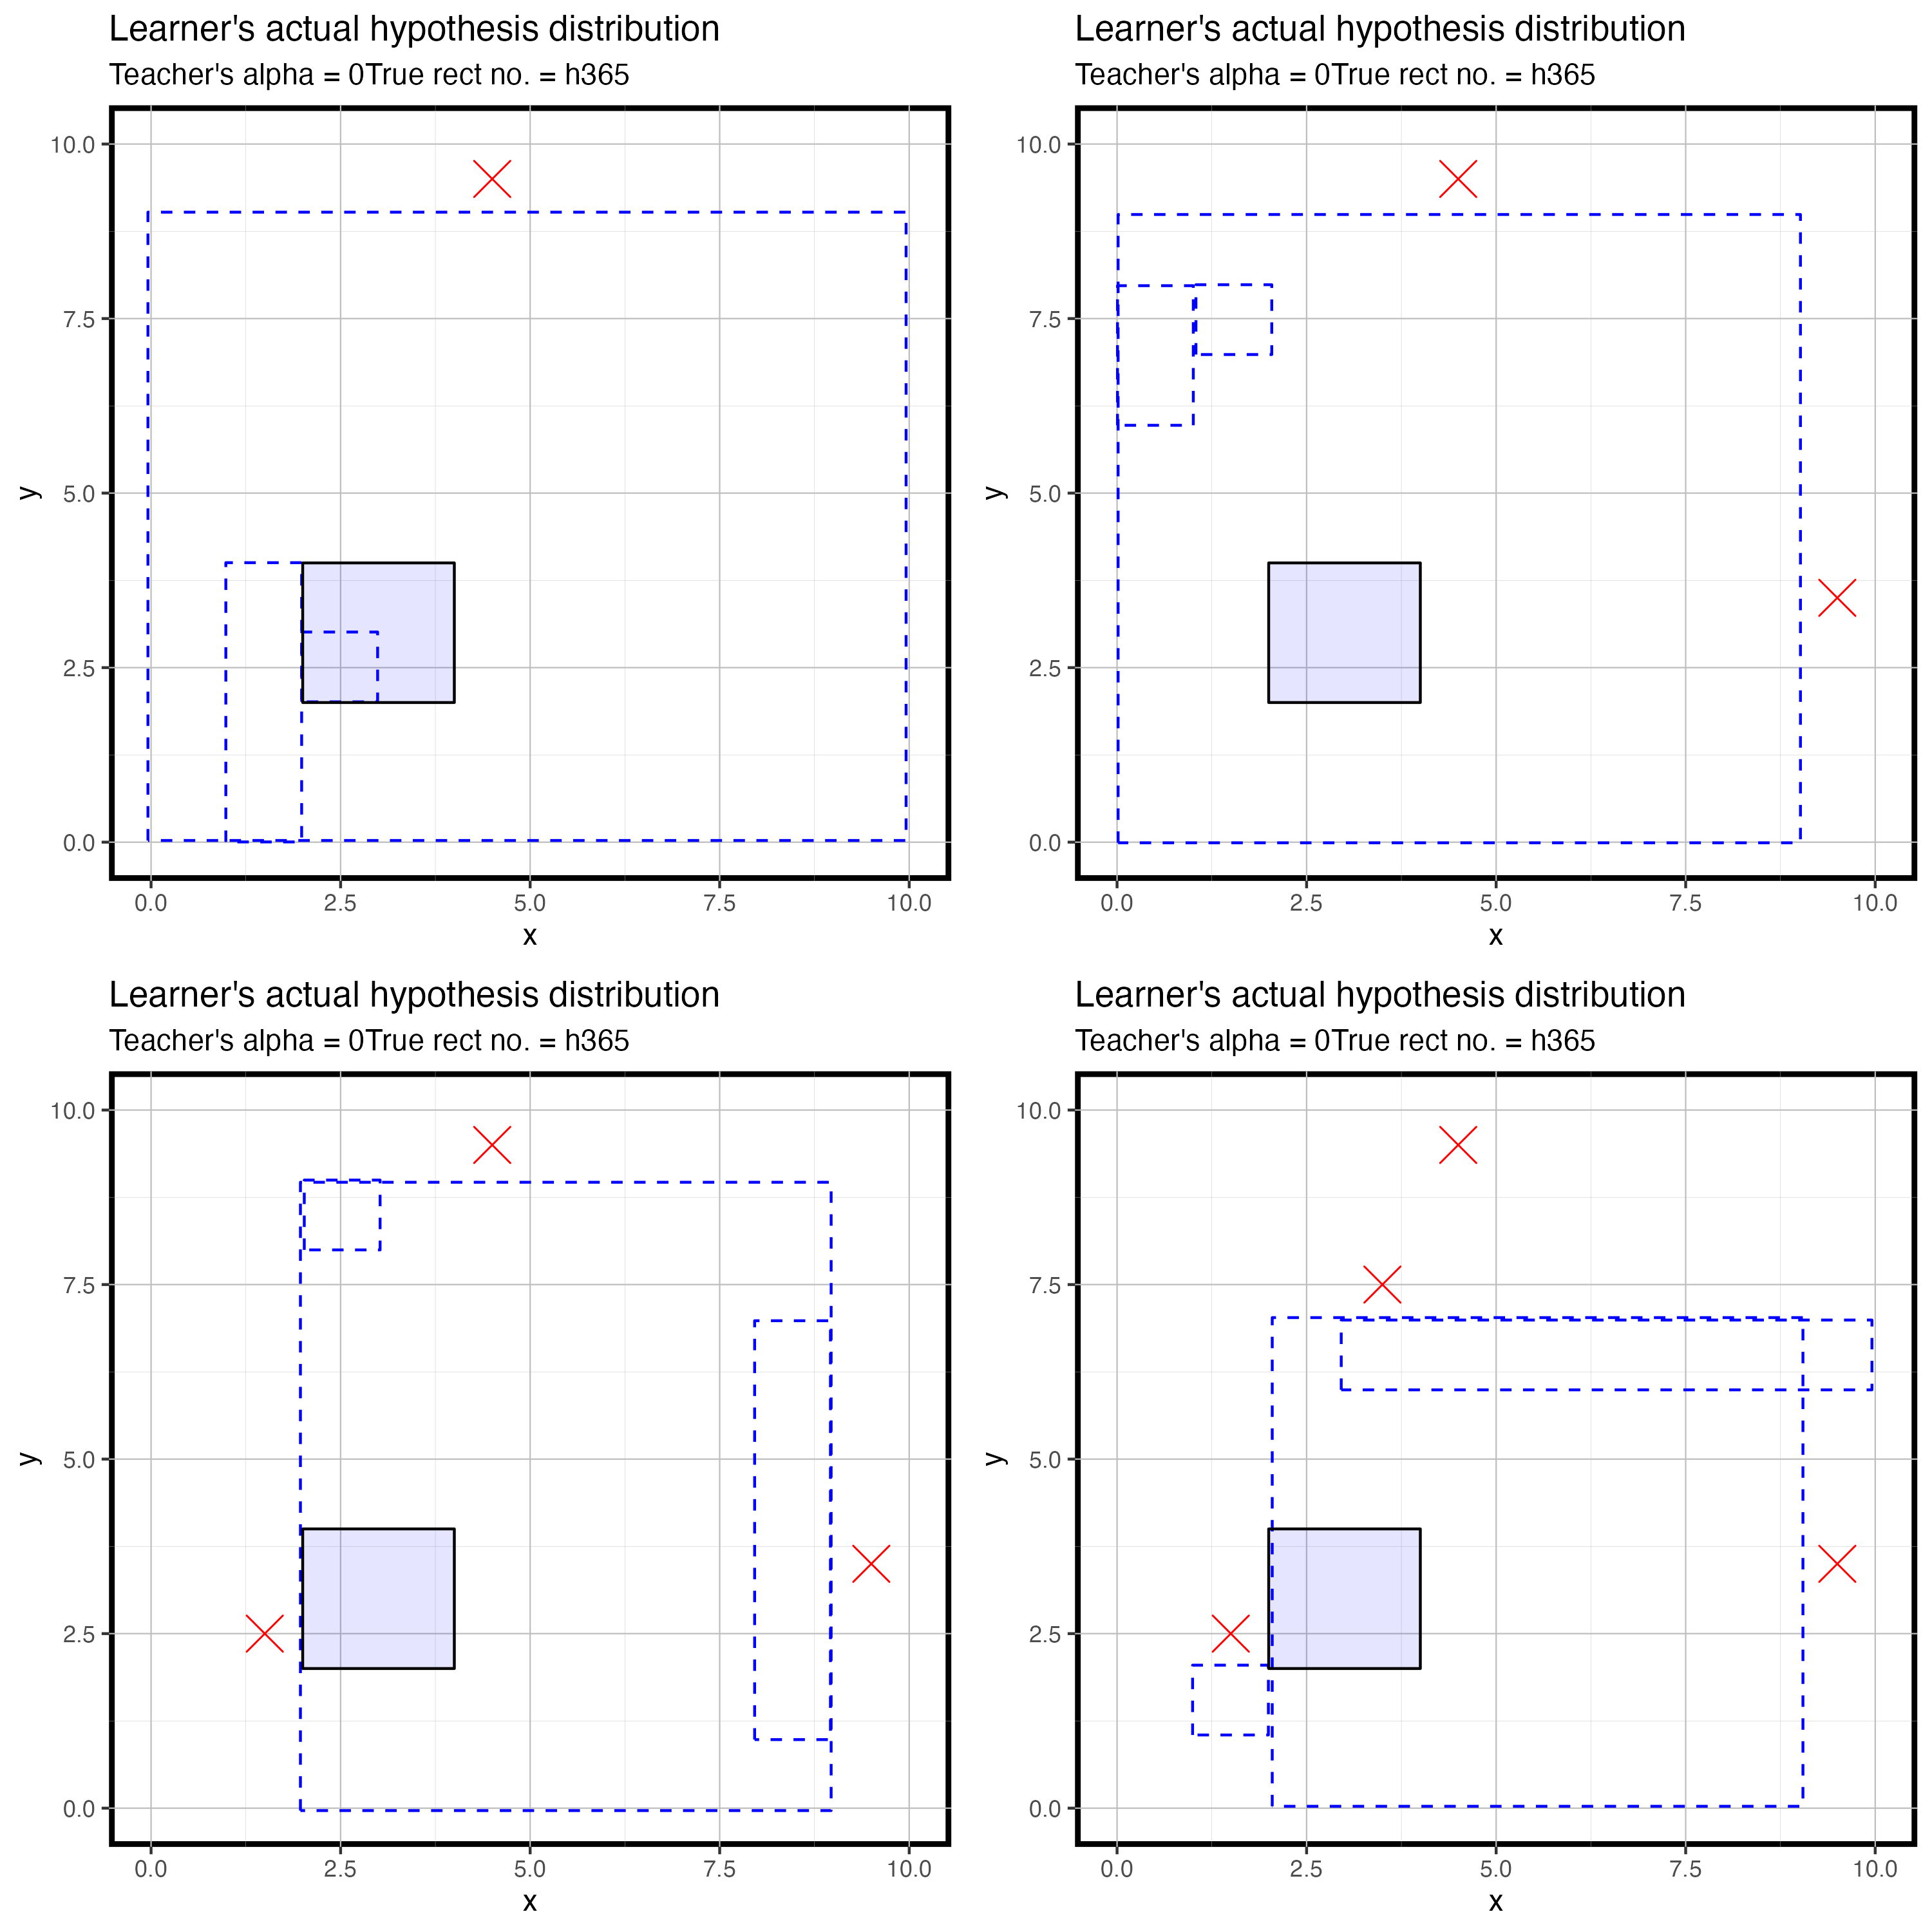 Learner's actual hypothesis distribution
Teacher's alpha = 0True rect no. = h365
10.0
7.5
y
5.0
2.5
0.0
0.0 2.5 5.0 7.5 10.0
x
Learner's actual hypothesis distribution
Teacher's alpha = 0True rect no. = h365
10.0
7.5
y
5.0
2.5
0.0
0.0 2.5 5.0 7.5 10.0
x
Learner's actual hypothesis distribution
Teacher's alpha = 0True rect no. = h365
10.0
7.5
y
5.0
2.5
0.0
0.0 2.5 5.0 7.5 10.0
x
Learner's actual hypothesis distribution
Teacher's alpha = 0True rect no. = h365
10.0
7.5
y
5.0
2.5
0.0
0.0 2.5 5.0 7.5 10.0
x